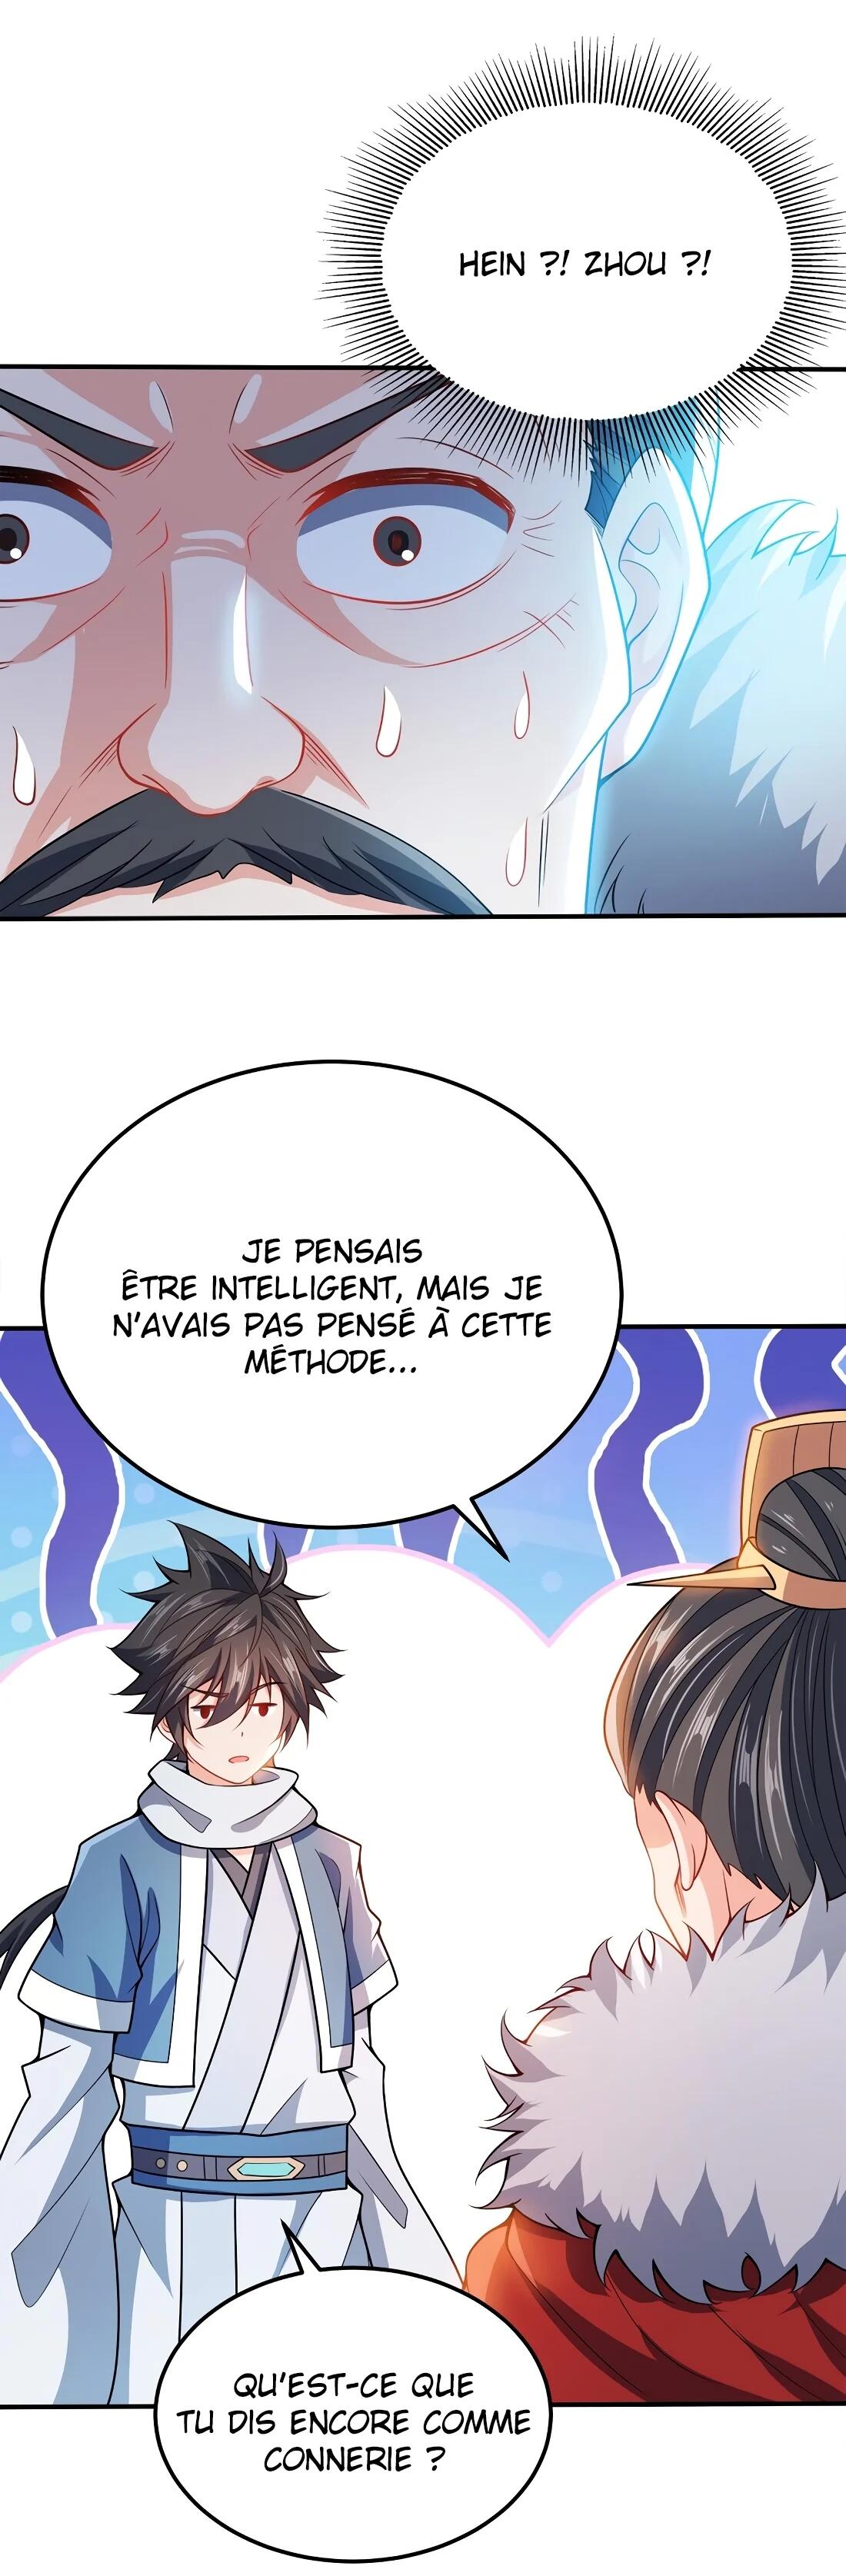 HEIN ?! ZHOU ?!
JE PENSAIS
ÊTRE INTELLIGENT, MAIS JE
N'AVAIS PAS PENSÉ À CETTE
MÉTHODE...
QU'EST-CE QUE
TU DIS ENCORE COMME
CONNERIE ?